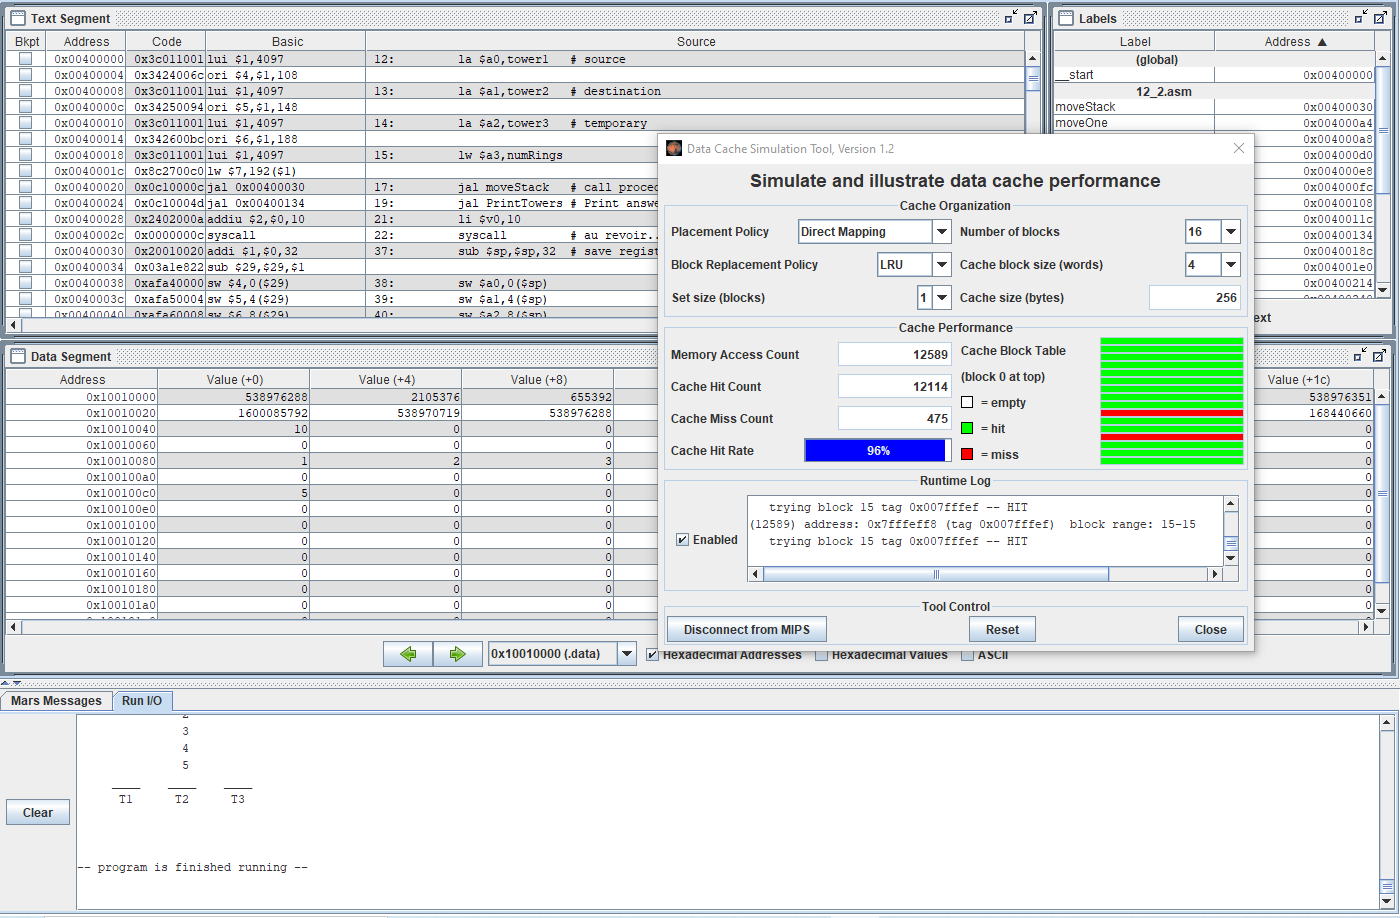 Text Segment
Bkpt Address Code Basic Source
0x00400000 0x3c011001 lui $1,4097 12: la $a0,tower1 # source
0x00400004 0x3424006c ori $4,$1,108
0x00400008 0x3c011001 lui $1,4097 13: la $a1,tower2 # destination
0x0040000c 0x34250094 ori $5,$1,148
0x00400010 0x3c011001 lui $1,4097 14: la $a2,tower3 # temporary
0x00400014 0x342600bc ori $6,$1,188
0x00400018 0x3c011001 lui $1,4097 15: lw $a3,numRings
0x0040001c 0x8c2700c0 lw $7,192($1)
0x00400020 0x0c10000c jal 0x00400030 17: jal moveStack # call proced
0x00400024 0x0c10004d jal 0x00400134 19: jal PrintTowers # Print answe
0x00400028 0x2402000a addiu $2,$0,10 21: li $v0,10
0x0040002c 0x0000000c syscall 22: syscall # au revoir..
0x00400030 0x20010020 addi $1,$0,32 37: sub $sp,$sp,32 # save regist
0x00400034 0x03a1e822 sub $29,$29,$1
0x00400038 0xafa40000 sw $4,0($29) 38: sw $a0,0($sp)
0x0040003c 0xafa50004 sw $5,4($29) 39: sw $a1,4($sp)
0x00400040 0xafa60008 sw $6,8($29) 40: sw $a2,8($sp)
Labels
Label Address ▲
(global)
__start 0x00400000
12_2.asm
moveStack 0x00400030
moveOne 0x004000a4
0x004000a8
0x004000d0
0x004000e8
0x004000fc
0x00400108
0x0040011c
0x00400134
0x0040018c
0x004001e0
0x00400214
ext
Data Cache Simulation Tool, Version 1.2
Simulate and illustrate data cache performance
Cache Organization
Placement Policy Direct Mapping Number of blocks 16
Block Replacement Policy LRU Cache block size (words) 4
Set size (blocks) 1 Cache size (bytes) 256
Cache Performance
Memory Access Count 12589 Cache Block Table
Cache Hit Count 12114 (block 0 at top)
= empty
Cache Miss Count 475 = hit
Cache Hit Rate 96% = miss
Runtime Log
Enabled
trying block 15 tag 0x007fffef -- HIT
(12589) address: 0x7fffeff8 (tag 0x007fffef) block range: 15-15
trying block 15 tag 0x007fffef -- HIT
Tool Control
Disconnect from MIPS Reset Close
Data Segment
Address Value (+0) Value (+4) Value (+8) Value (+1c)
0x10010000 538976288 2105376 655392 538976351
0x10010020 1600085792 538970719 538976288 168440660
0x10010040 10 0 0 0
0x10010060 0 0 0 0
0x10010080 1 2 3 0
0x100100a0 0 0 0 0
0x100100c0 5 0 0 0
0x100100e0 0 0 0 0
0x10010100 0 0 0 0
0x10010120 0 0 0 0
0x10010140 0 0 0 0
0x10010160 0 0 0 0
0x10010180 0 0 0 0
0x100101a0 0 0 0 0
0x10010000 (.data) Hexadecimal Addresses Hexadecimal Values ASCII
Mars Messages Run I/O
Clear
2
3
4
5
T1 T2 T3
-- program is finished running --